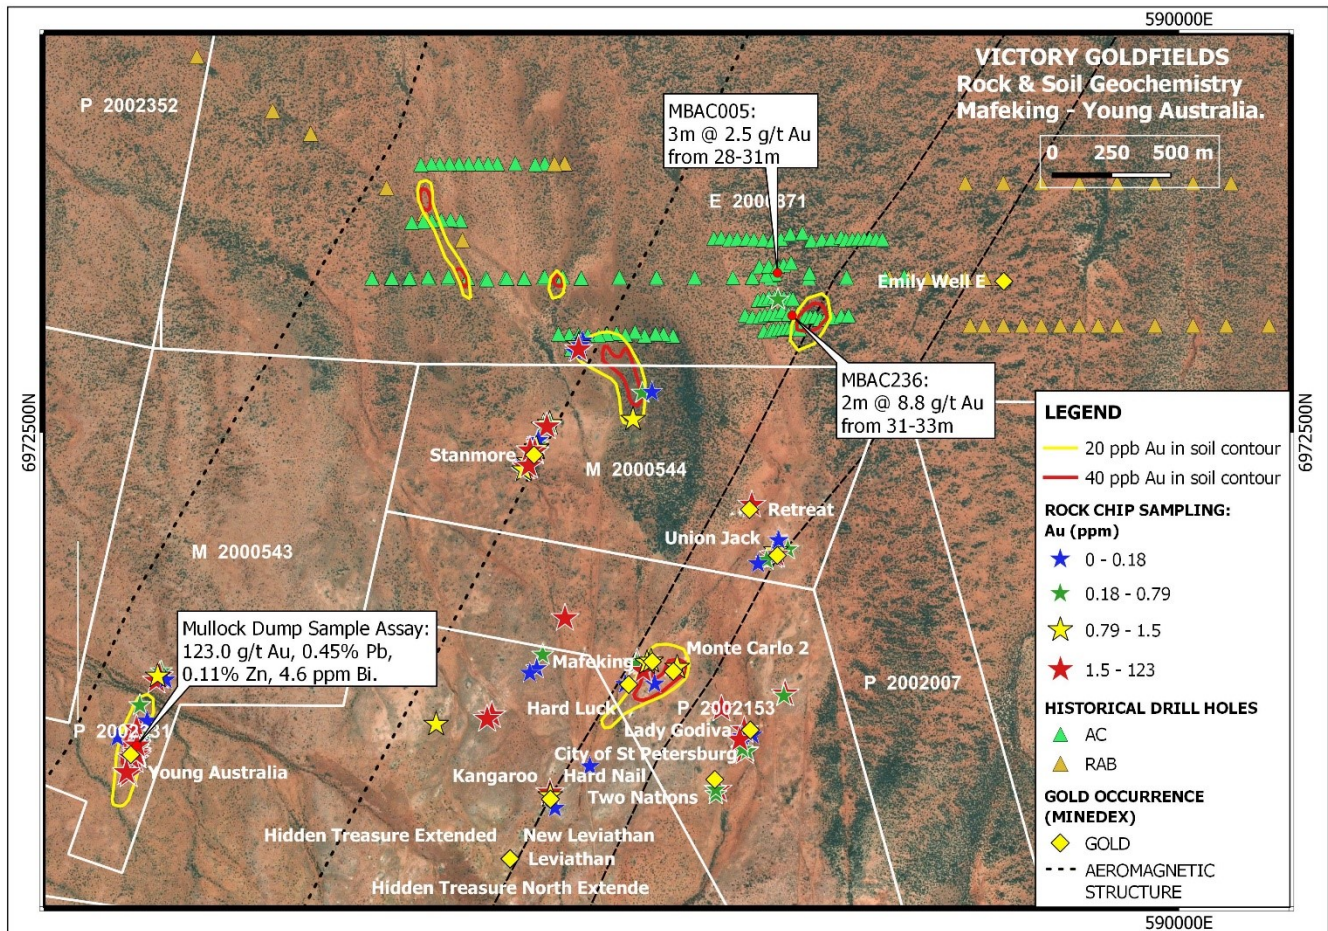 590000E
VICTORY GOLDFIELDS
Rock & Soil Geochemistry
Mafeking - Young Australia.
0 250 500 m
P 2002352
MBAC005:
3m @ 2.5 g/t Au
from 28-31m
E 2000871
Emily Well E
6972500N
6972500N
MBAC236:
2m @ 8.8 g/t Au
from 31-33m
Stanmore
M 2000544
Retreat
Union Jack
M 2000543
Mullock Dump Sample Assay:
123.0 g/t Au, 0.45% Pb,
0.11% Zn, 4.6 ppm Bi.
Mafeking
Monte Carlo 2
P 2002007
Hard Luck
P 2002153
Lady Godiva
City of St Petersburg
Young Australia
Kangaroo
Hard Nail
Two Nations
Hidden Treasure Extended
New Leviathan
Leviathan
Hidden Treasure North Extende
LEGEND
20 ppb Au in soil contour
40 ppb Au in soil contour
ROCK CHIP SAMPLING:
Au (ppm)
0 - 0.18
0.18 - 0.79
0.79 - 1.5
1.5 - 123
HISTORICAL DRILL HOLES
AC
RAB
GOLD OCCURRENCE
(MINEDEX)
GOLD
AEROMAGNETIC
STRUCTURE
590000E